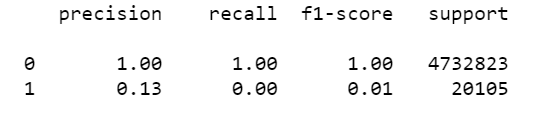 precision recall f1-score support
0 1.00 1.00 1.00 4732823
1 0.13 0.00 0.01 20105